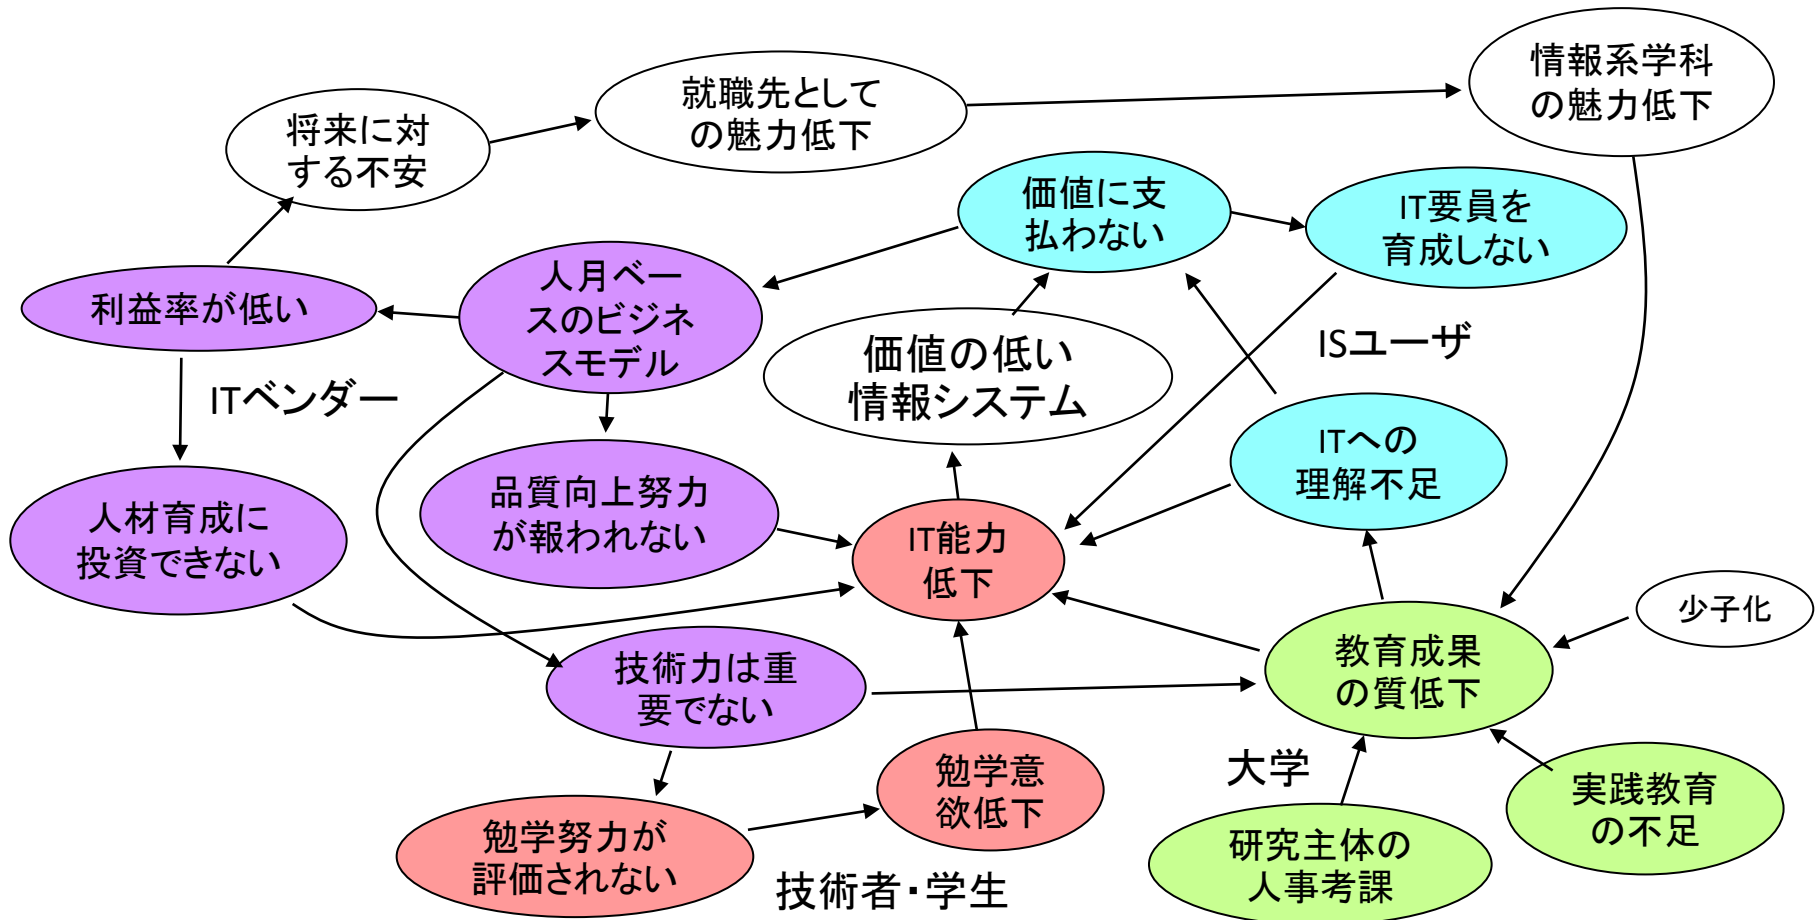 情報系学科
の魅力低下
就職先として
の魅力低下
将来に対
する不安
価値に支
払わない
IT要員を
育成しない
利益率が低い
人月ベー
スのビジネ
スモデル
価値の低い
情報システム
ISユーザ
ITベンダー
ITへの
理解不足
人材育成に
投資できない
品質向上努力
が報われない
IT能力
低下
少子化
技術力は重
要でない
教育成果
の質低下
勉学意
欲低下
大学
実践教育
の不足
勉学努力が
評価されない
研究主体の
人事考課
技術者・学生